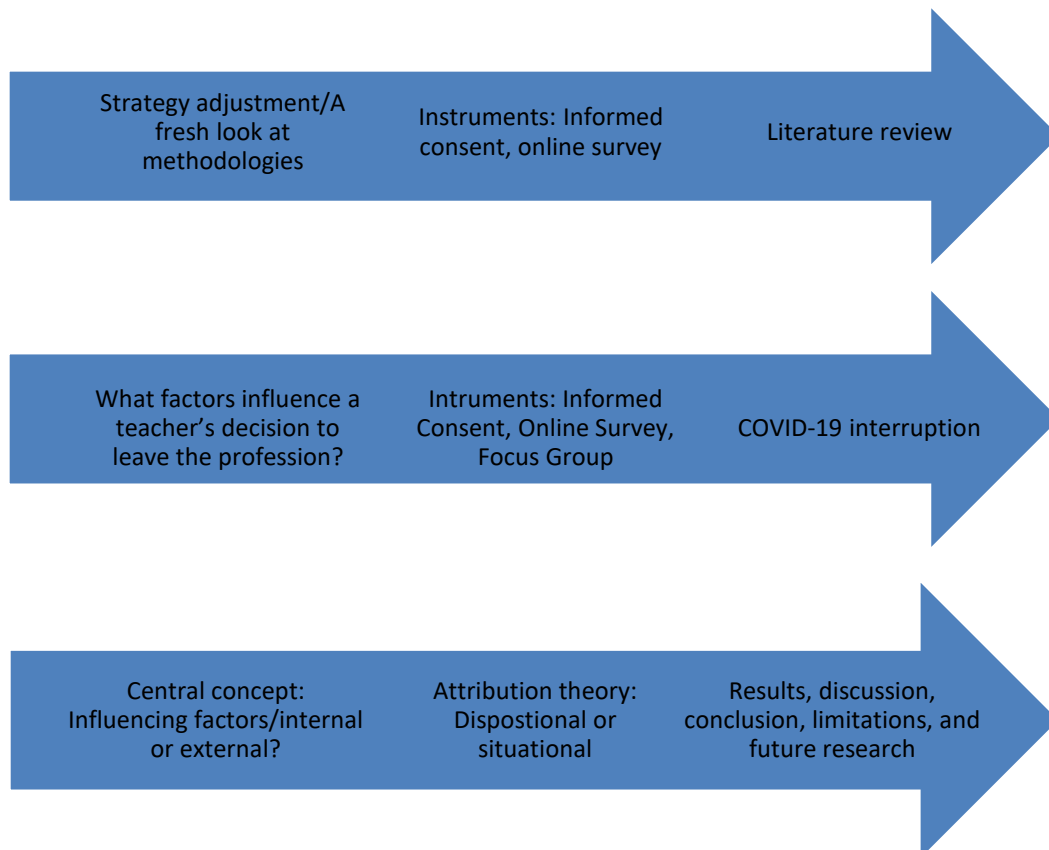 Strategy adjustment/A
fresh look at
methodologies
Instruments: Informed
consent, online survey
Literature review
What factors influence a
teacher’s decision to
leave the profession?
Intruments: Informed
Consent, Online Survey,
Focus Group
COVID-19 interruption
Central concept:
Influencing factors/internal
or external?
Attribution theory:
Dispostional or
situational
Results, discussion,
conclusion, limitations, and
future research